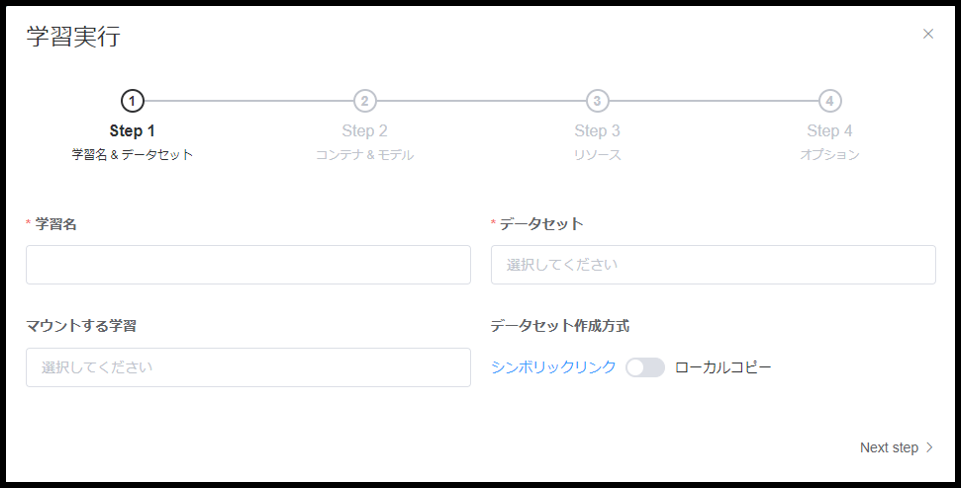 学習実行
1 2 3 4
Step 1 Step 2 Step 3 Step 4
学習名 & データセット コンテナ & モデル リソース オプション
* 学習名 * データセット
選択してください
マウントする学習 データセット作成方式
選択してください シンボリックリンク ローカルコピー
Next step